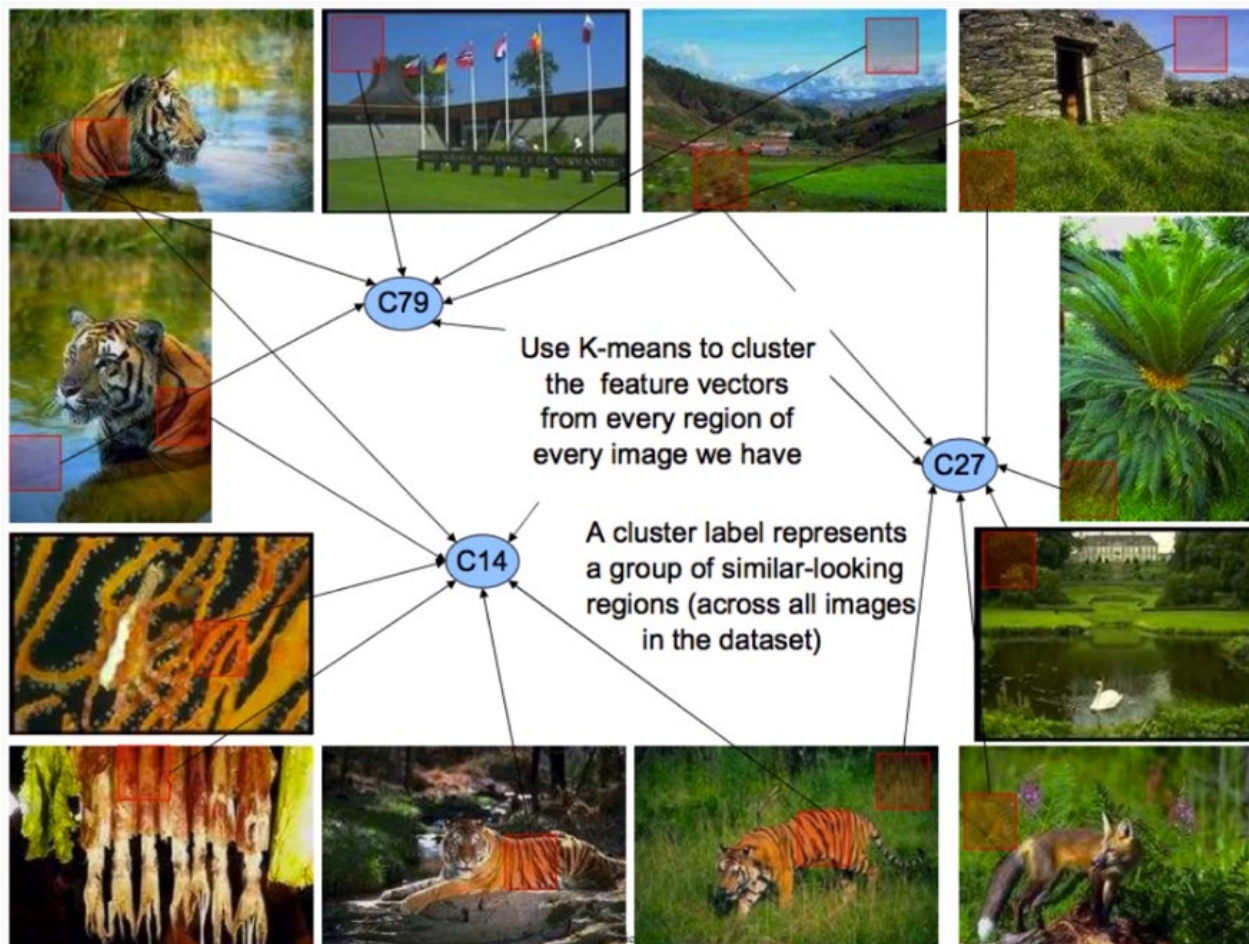 C79
Use K-means to cluster
the feature vectors
from every region of
every image we have
C27
A cluster label represents
a group of similar-looking
regions (across all images
in the dataset)
C14